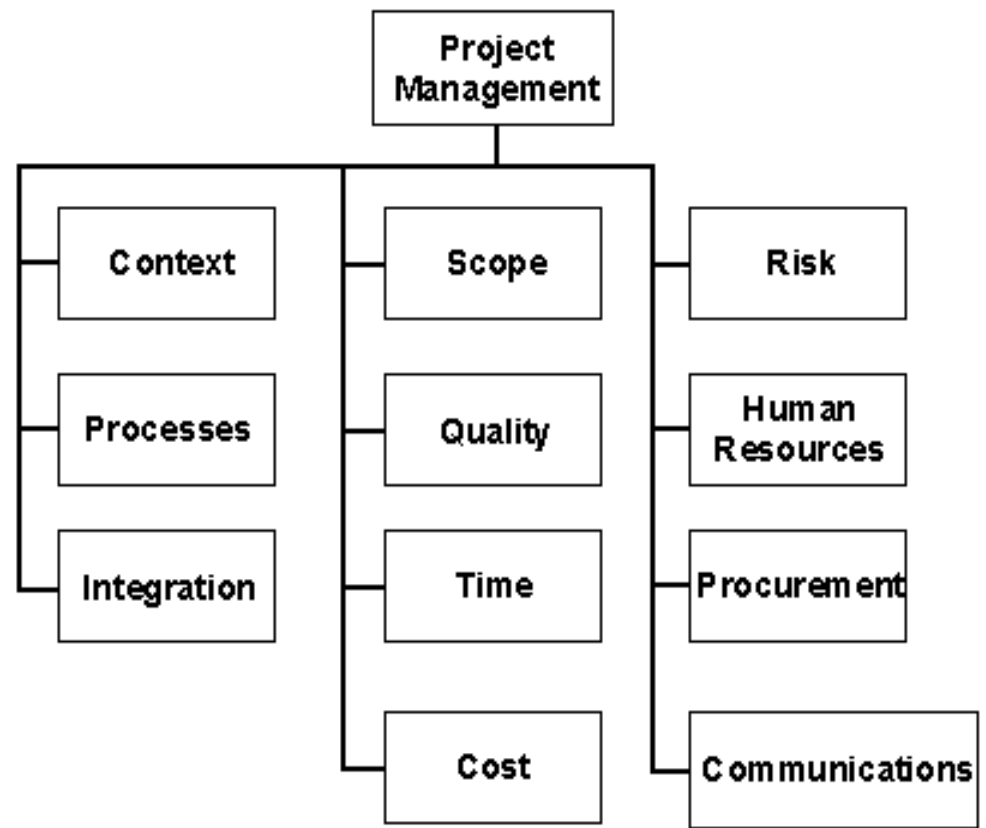 Project
Management
Context
Scope
Risk
Processes
Quality
Human
Resources
Integration
Time
Procurement
Cost
Communications